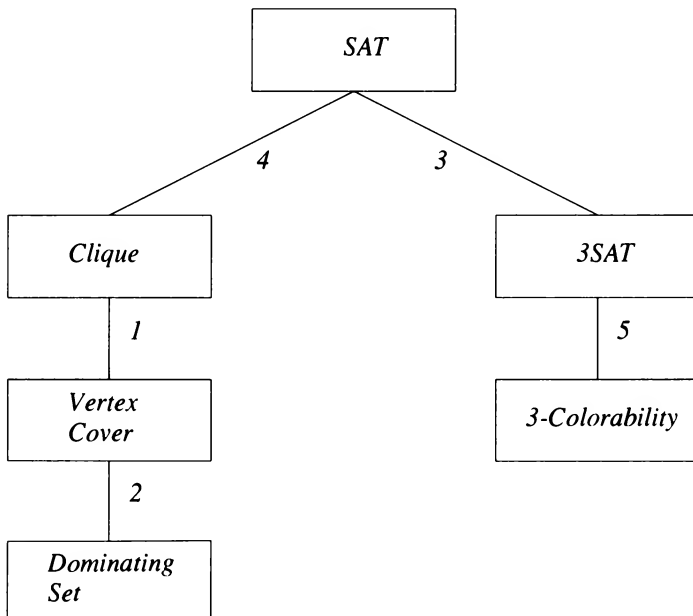 SAT
4
3
Clique
3SAT
1
5
Vertex
Cover
3-Colorability
2
Dominating
Set